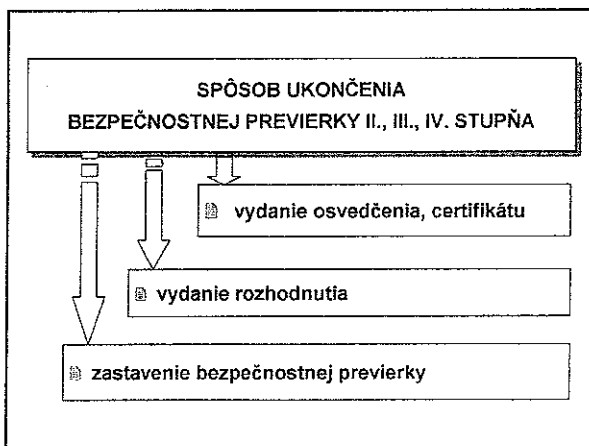 SPÔSOB UKONČENIA
BEZPEČNOSTNEJ PREVIERKY II., III., IV. STUPŇA
vydanie osvedčenia, certifikátu
vydanie rozhodnutia
zastavenie bezpečnostnej previerky